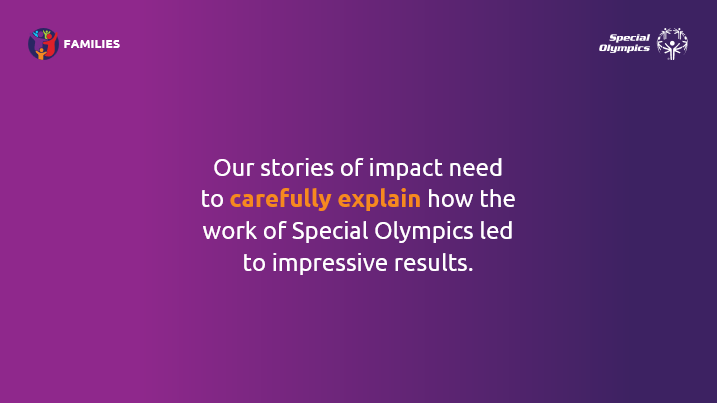 FAMILIES
Special
Olympics
Our stories of impact need
to carefully explain how the
work of Special Olympics led
to impressive results.